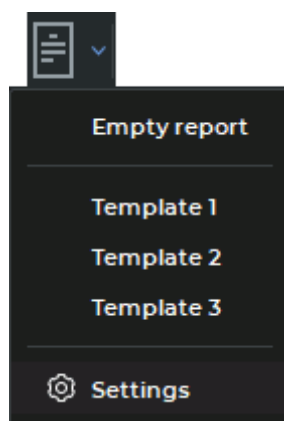 Empty report
Template 1
Template 2
Template 3
Settings